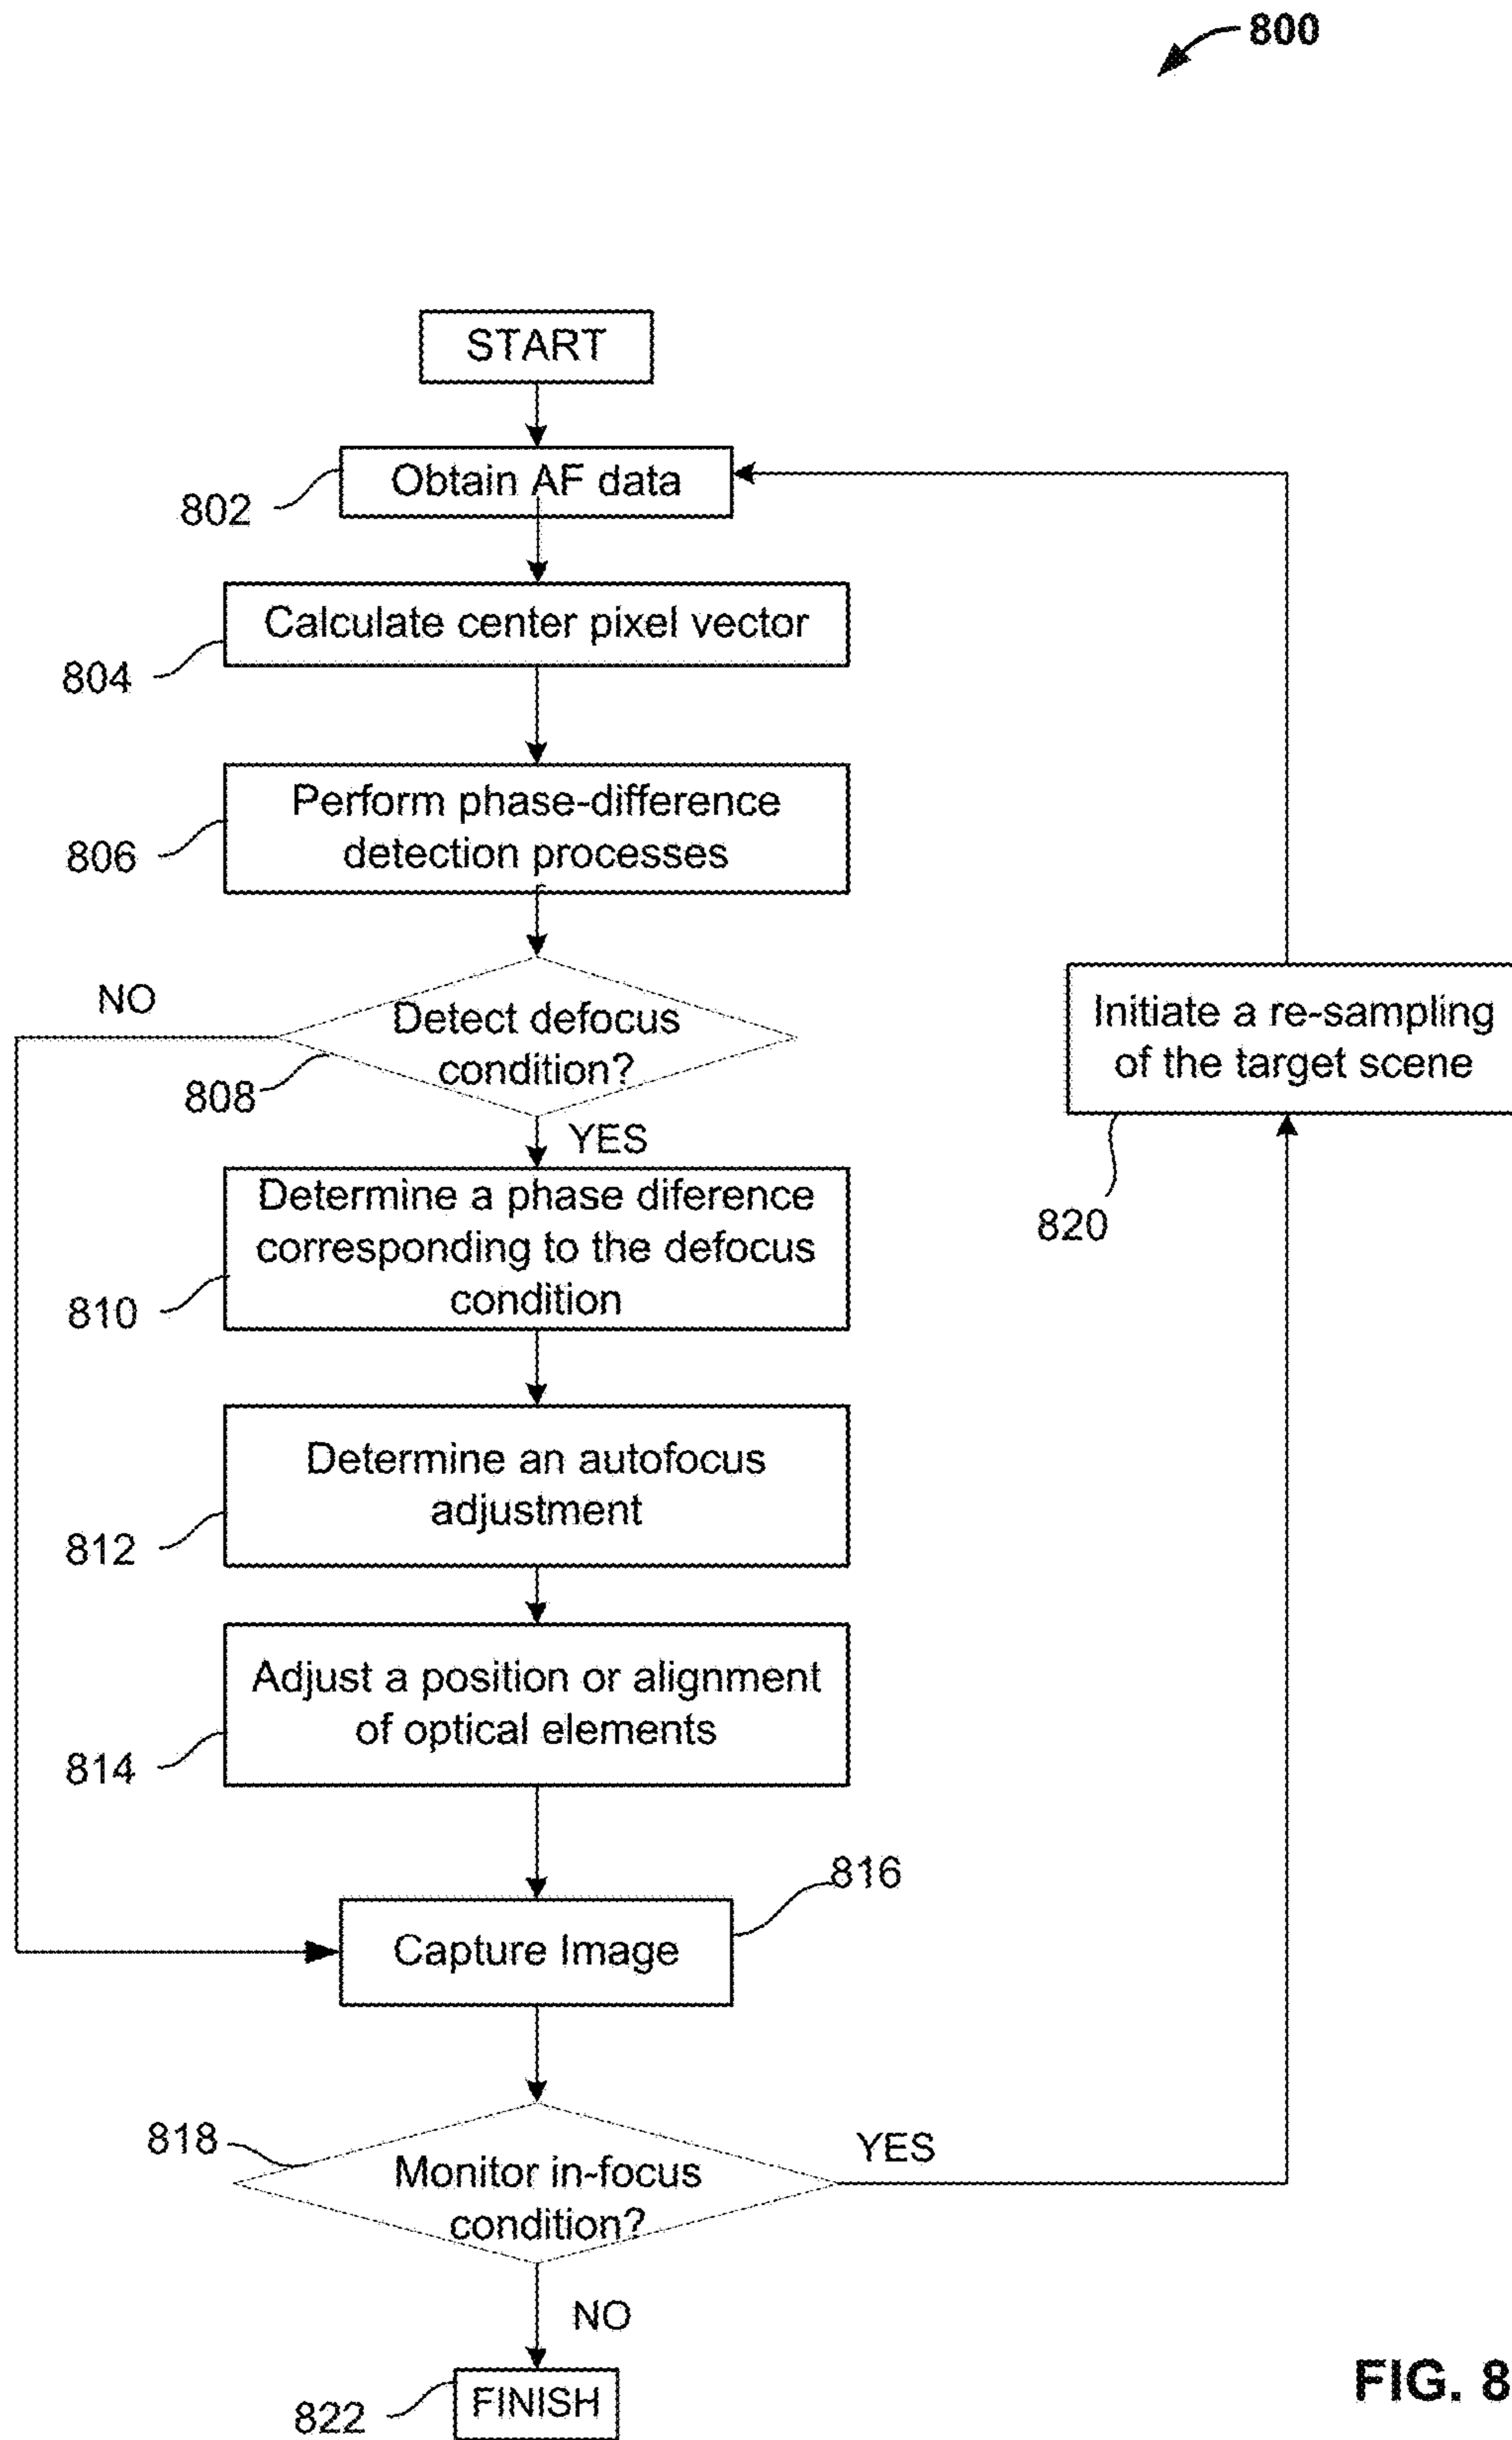 800
START
Obtain AF data
802
Calculate center pixel vector
804
Perform phase-difference
detection processes
806
NO
Detect defocus
condition?
808
YES
Initiate a re-sampling
of the target scene
820
Determine a phase diference
corresponding to the defocus
condition
810
Determine an autofocus
adjustment
812
Adjust a position or alignment
of optical elements
814
816
Capture Image
818
Monitor in-focus
condition?
YES
NO
FINISH
822
FIG. 8